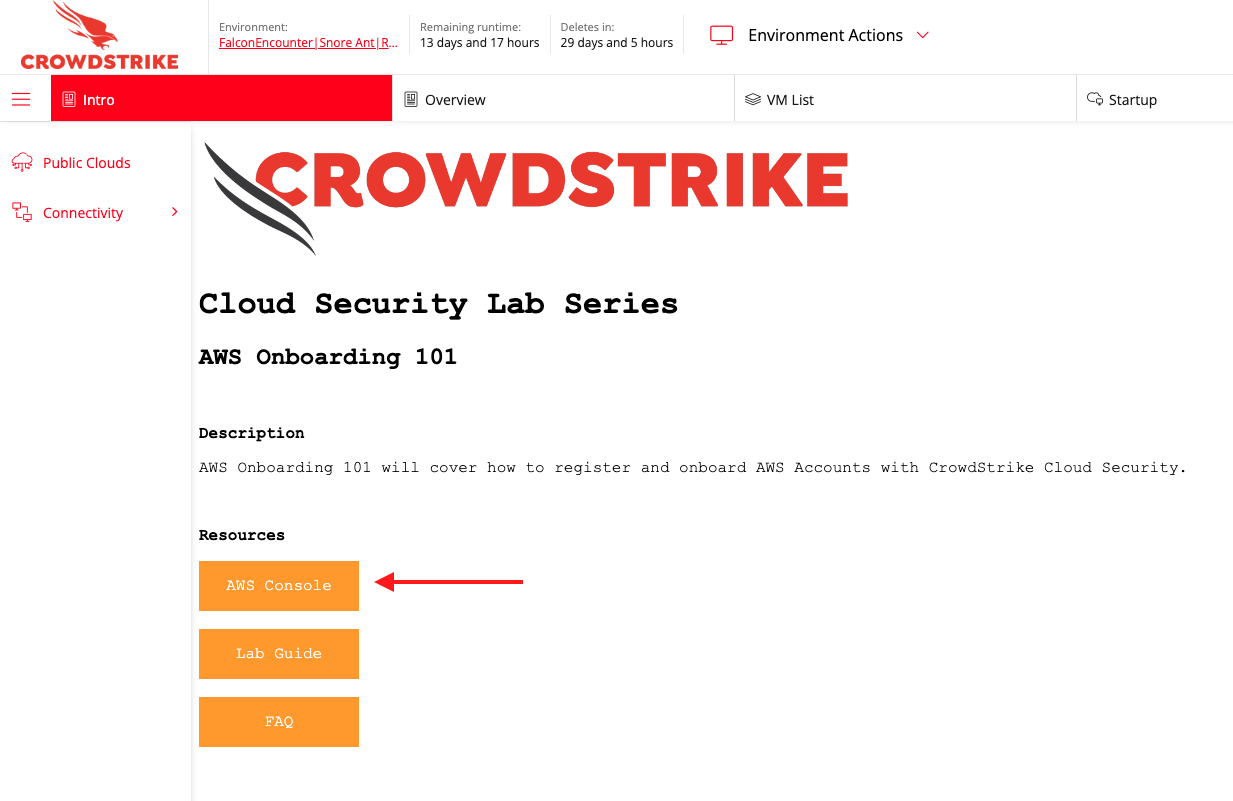 CROWDSTRIKE
Environment:
FalconEncounter|Snore Ant|R...
Remaining runtime:
13 days and 17 hours
Deletes in:
29 days and 5 hours
Environment Actions
Intro
Overview
VM List
Startup
Public Clouds
Connectivity
CROWDSTRIKE
Cloud Security Lab Series
AWS Onboarding 101
Description
AWS Onboarding 101 will cover how to register and onboard AWS Accounts with CrowdStrike Cloud Security.
Resources
AWS Console
Lab Guide
FAQ